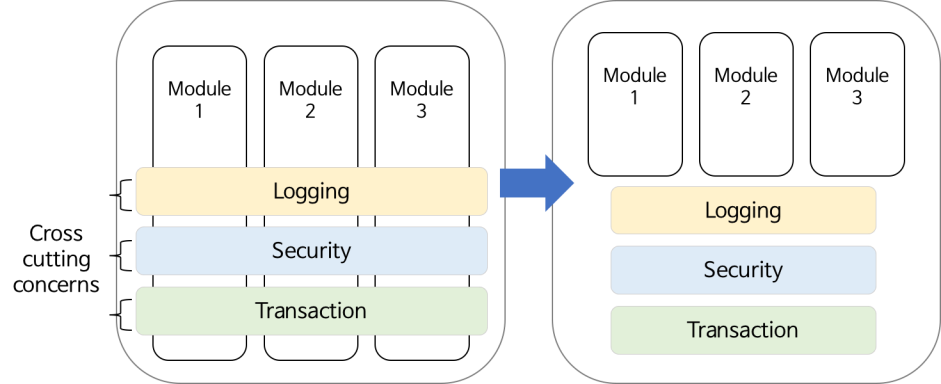 Module
1
Module
2
Module
3
Logging
Security
Transaction
Cross
cutting
concerns
Module
1
Module
2
Module
3
Logging
Security
Transaction